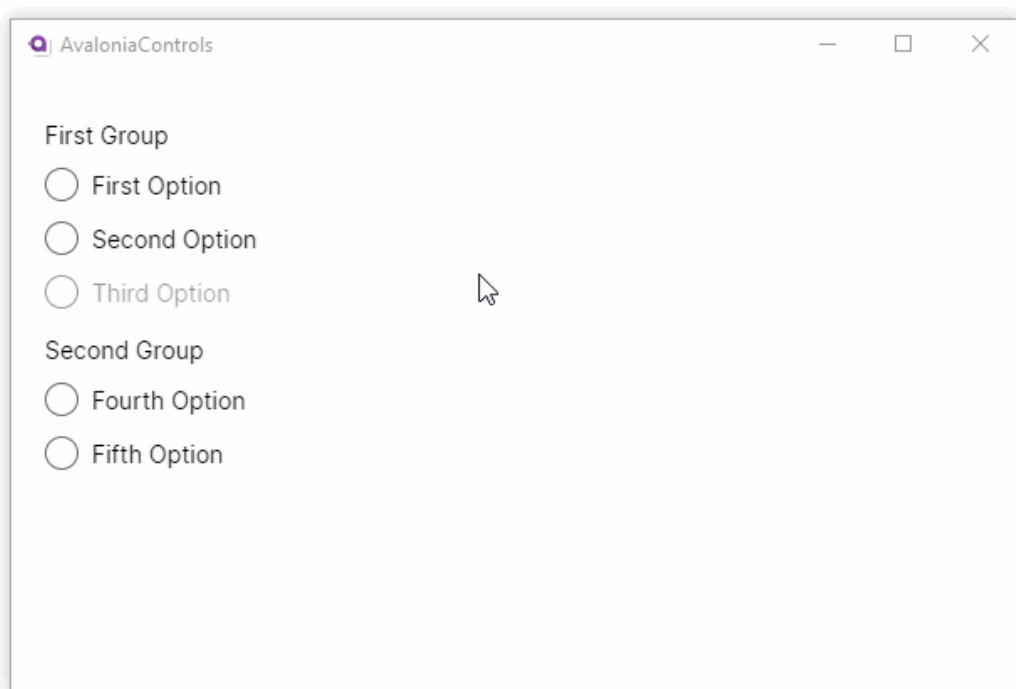 AvaloniaControls
First Group
First Option
Second Option
Third Option
Second Group
Fourth Option
Fifth Option